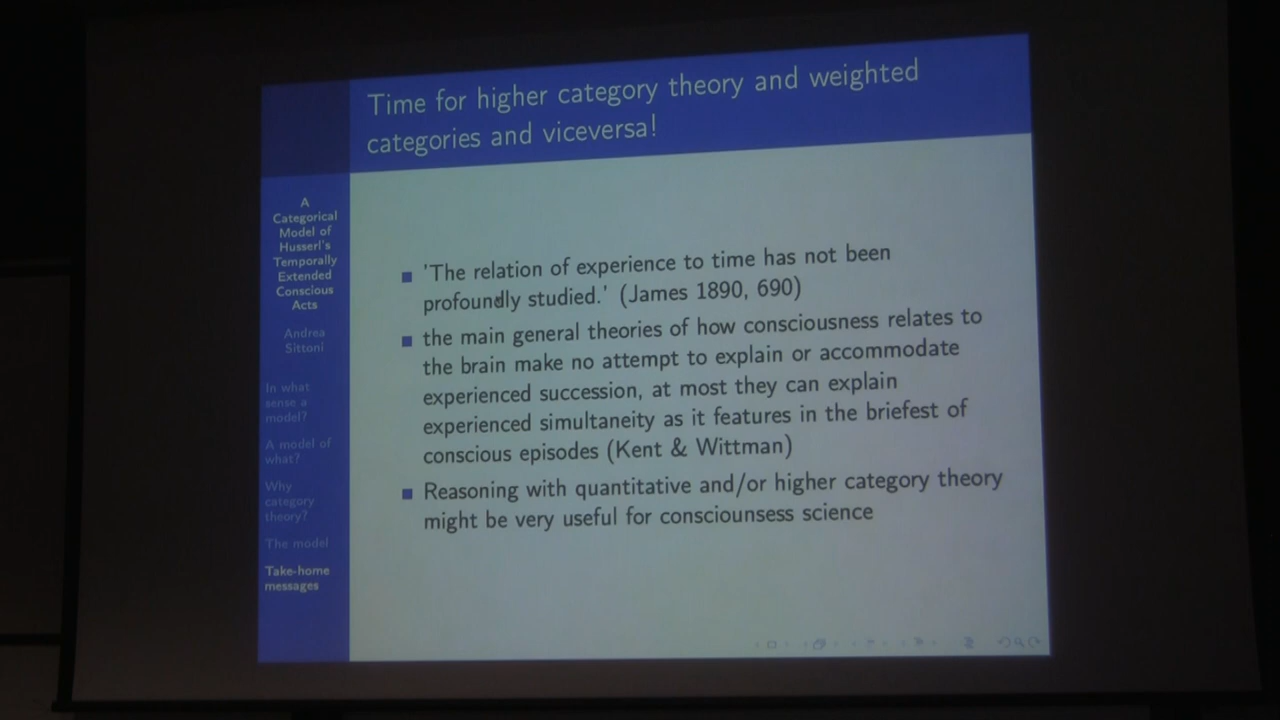 Time for higher category theory and weighted
categories and viceversa!
A
Categorical
Model of
Husserl's
Temporally
Extended
Conscious
Acts
Andrea
Sittoni
In what
sense a
model?
A model of
what?
Why
category
theory?
The model
Take-home
messages
'The relation of experience to time has not been
profoundly studied.' (James 1890, 690)
the main general theories of how consciousness relates to
the brain make no attempt to explain or accommodate
experienced succession, at most they can explain
experienced simultaneity as it features in the briefest of
conscious episodes (Kent & Wittman)
Reasoning with quantitative and/or higher category theory
might be very useful for consciounsess science